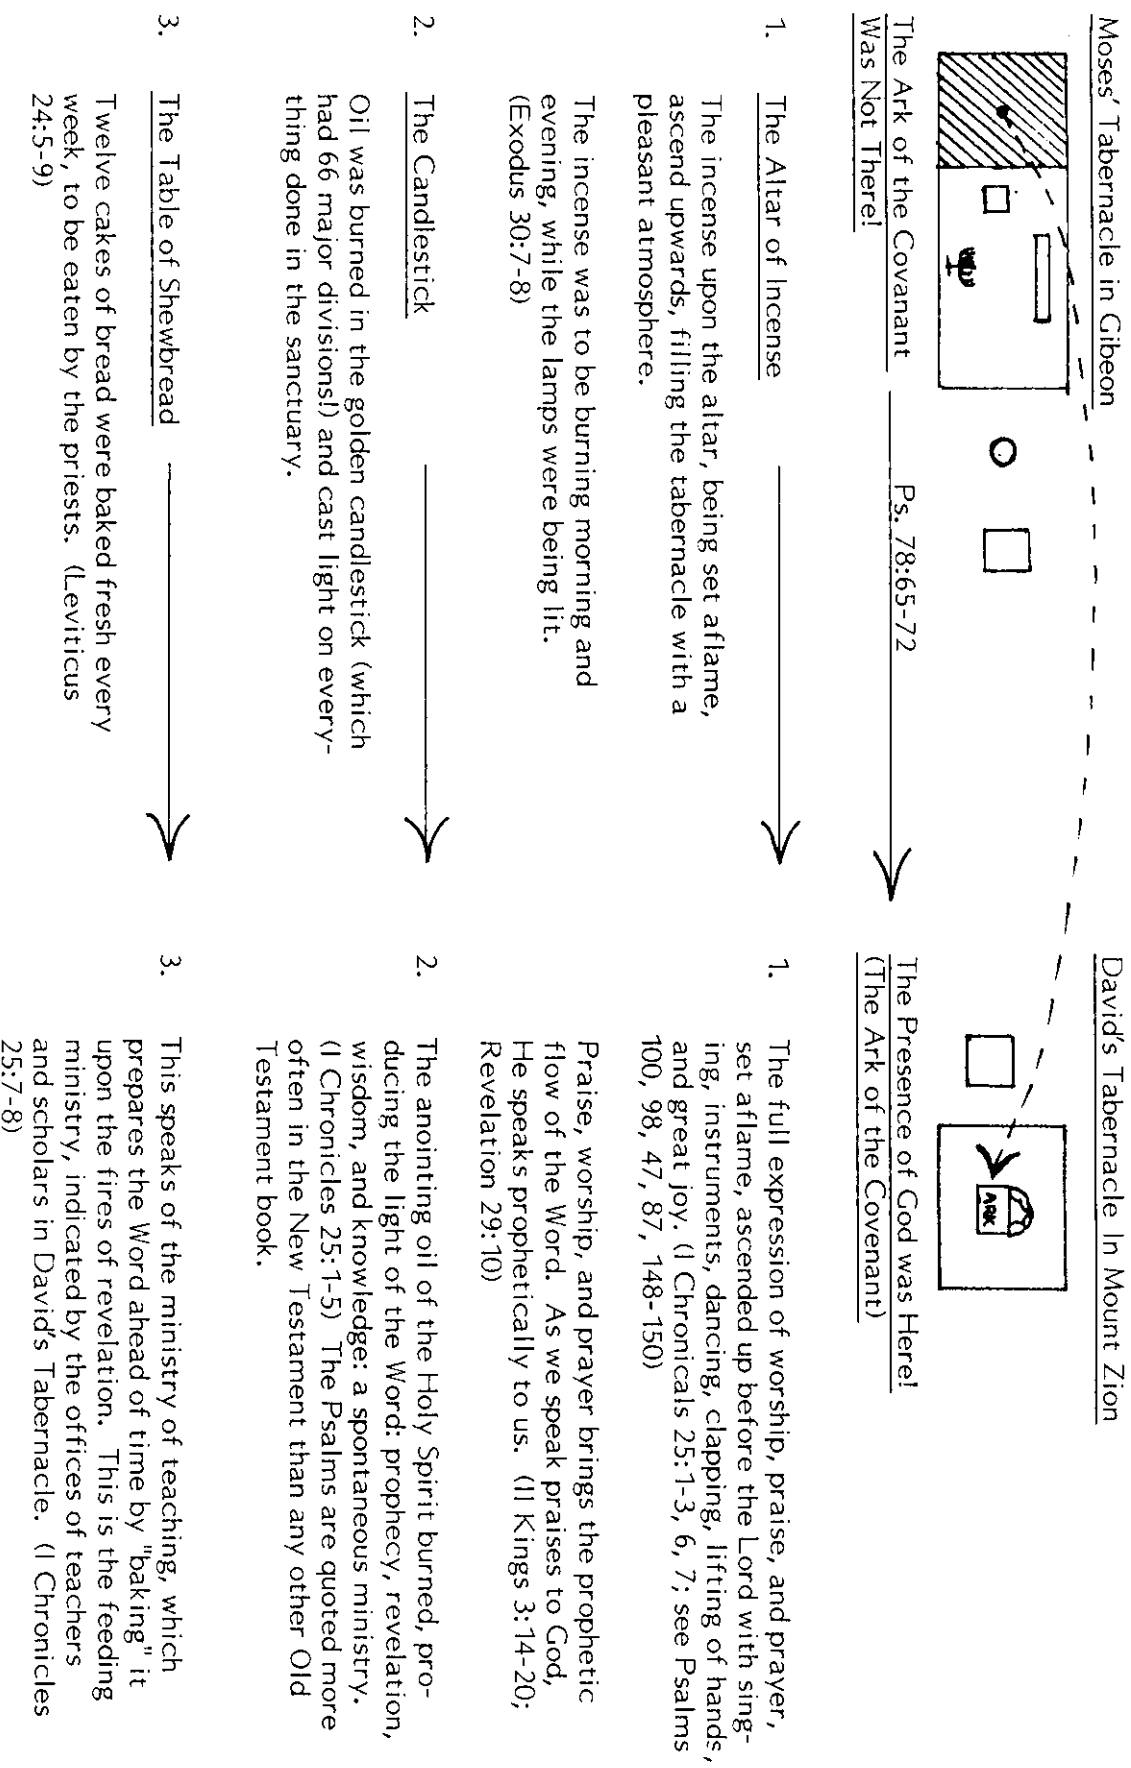 Moses' Tabernacle in Gibeon
The Ark of the Covanant
Was Not There!
Ps. 78:65-72
1. The Altar of Incense
The incense upon the altar, being set aflame,
ascend upwards, filling the tabernacle with a
pleasant atmosphere.
The incense was to be burning morning and
evening, while the lamps were being lit.
(Exodus 30:7-8)
2. The Candlestick
Oil was burned in the golden candlestick (which
had 66 major divisions!) and cast light on every-
thing done in the sanctuary.
3. The Table of Shewbread
Twelve cakes of bread were baked fresh every
week, to be eaten by the priests. (Leviticus
24:5-9)
David's Tabernacle In Mount Zion
ARK
The Presence of God was Here!
(The Ark of the Covenant)
1. The full expression of worship, praise, and prayer,
set aflame, ascended up before the Lord with sing-
ing, instruments, dancing, clapping, lifting of hands,
and great joy. (I Chronicals 25:1-3, 6, 7; see Psalms
100, 98, 47, 87, 148-150)
Praise, worship, and prayer brings the prophetic
flow of the Word. As we speak praises to God,
He speaks prophetically to us. (II Kings 3:14-20;
Revelation 29:10)
2. The anointing oil of the Holy Spirit burned, pro-
ducing the light of the Word: prophecy, revelation,
wisdom, and knowledge: a spontaneous ministry.
(I Chronicles 25:1-5) The Psalms are quoted more
often in the New Testament than any other Old
Testament book.
3. This speaks of the ministry of teaching, which
prepares the Word ahead of time by "baking" it
upon the fires of revelation. This is the feeding
ministry, indicated by the offices of teachers
and scholars in David's Tabernacle. (I Chronicles
25:7-8)